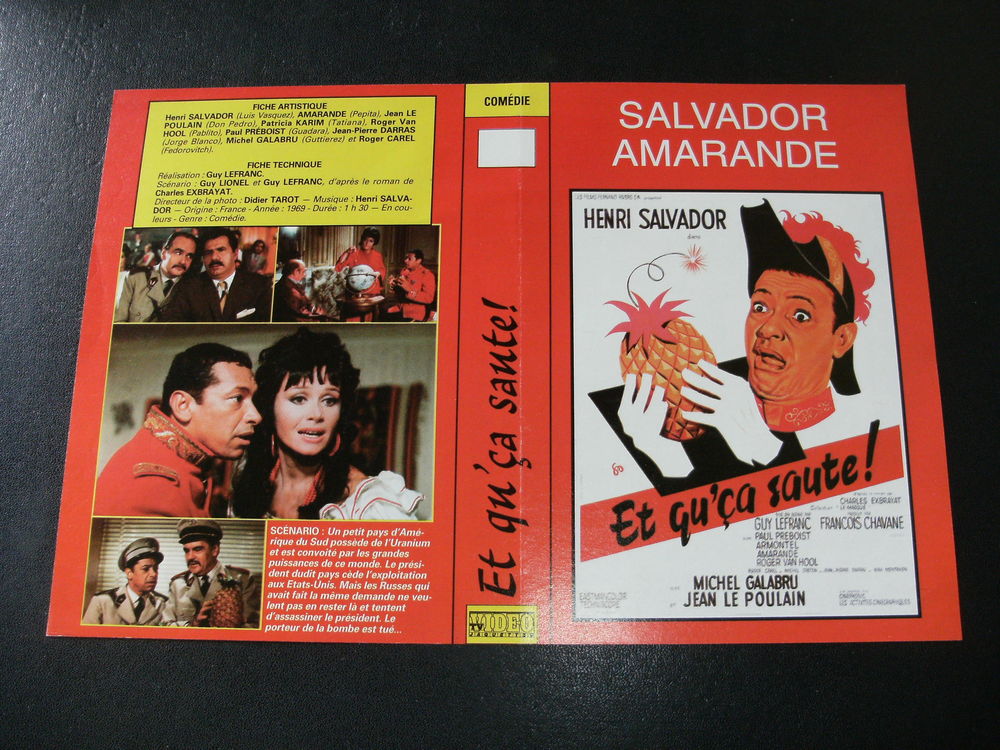 FICHE ARTISTIQUE
Henri SALVADOR (Luis Vasquez), AMARANDE (Pepita), Jean LE
POULAIN (Don Pedro), Patricia KARIM (Tatiana), Roger Van
HOOL (Pablito), Paul PRÉBOIST (Guadara), Jean-Pierre DARRAS
(Jorge Blanco), Michel GALABRU (Guttierez) et Roger CAREL
(Fedorovitch).
FICHE TECHNIQUE
Réalisation : Guy LEFRANC.
Scénario : Guy LIONEL et Guy LEFRANC, d'après le roman de
Charles EXBRAYAT.
Directeur de la photo : Didier TAROT — Musique : Henri SALVA-
DOR — Origine : France - Année : 1969 - Durée : 1 h 30 — En cou-
leurs - Genre : Comédie.
SCÉNARIO : Un petit pays d'Amé-
rique du Sud possède de l'Uranium
et est convoité par les grandes
puissances de ce monde. Le prési-
dent dudit pays cède l'exploitation
aux Etats-Unis. Mais les Russes qui
avait fait la même demande ne veu-
lent pas en rester là et tentent
d'assassiner le président. Le
porteur de la bombe est tué...
COMÉDIE
Et qu'ça saute!
VIDEO
SALVADOR
AMARANDE
HENRI SALVADOR
dans
Et qu'ça saute!
CHARLES EXBRAYAT
GUY LEFRANC
FRANÇOIS CHAVANE
PAUL PREBOIST
ARMONTEL
AMARANDE
ROGER VAN HOOL
MICHEL GALABRU
JEAN LE POULAIN
EASTMANCOLOR
TECHNISCOPE